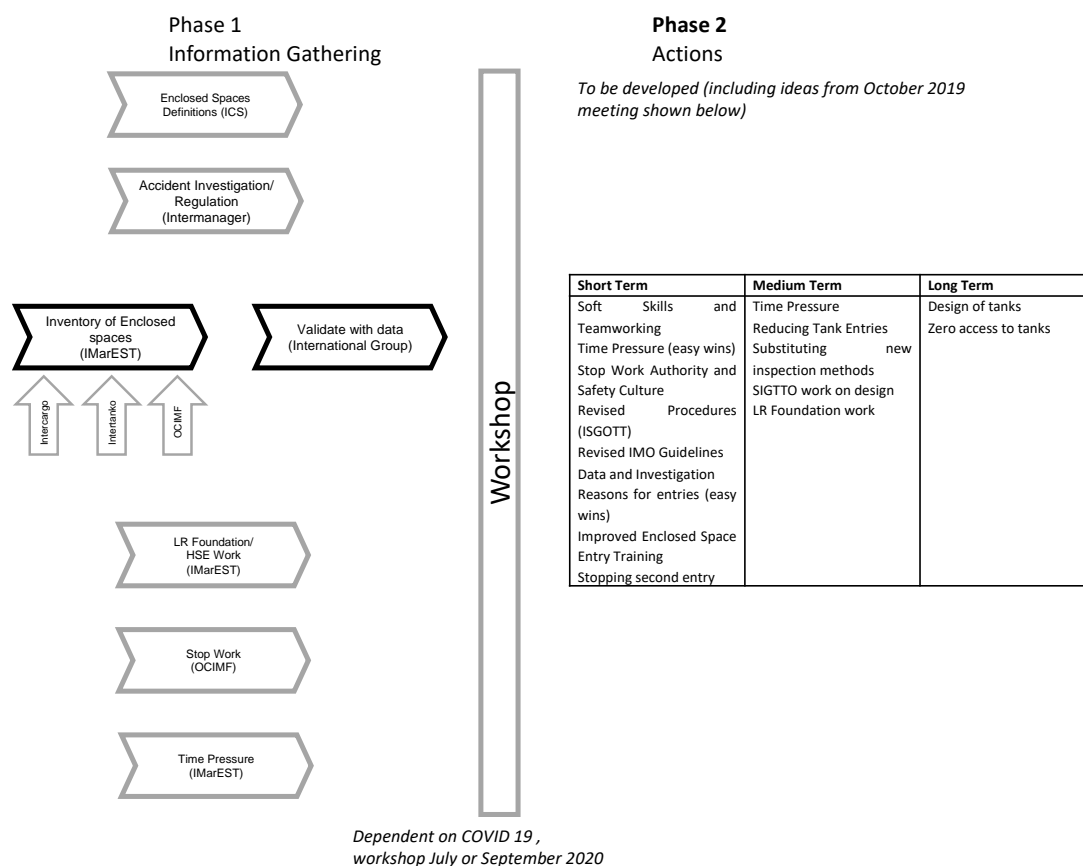 Phase 1
Information Gathering
Phase 2
Actions
To be developed (including ideas from October 2019
meeting shown below)
Enclosed Spaces
Definitions (ICS)
Accident Investigation/
Regulation
(Intermanager)
Inventory of Enclosed
spaces
(IMarEST)
Validate with data
(International Group)
Intercargo
Intertanko
OCIMF
LR Foundation/
HSE Work
(IMarEST)
Stop Work
(OCIMF)
Time Pressure
(IMarEST)
Workshop
Dependent on COVID 19 ,
workshop July or September 2020
Short Term
Soft Skills and
Teamworking
Time Pressure (easy wins)
Stop Work Authority and
Safety Culture
Revised Procedures
(ISGOTT)
Revised IMO Guidelines
Data and Investigation
Reasons for entries (easy
wins)
Improved Enclosed Space
Entry Training
Stopping second entry
Medium Term
Time Pressure
Reducing Tank Entries
Substituting new
inspection methods
SIGTTO work on design
LR Foundation work
Long Term
Design of tanks
Zero access to tanks